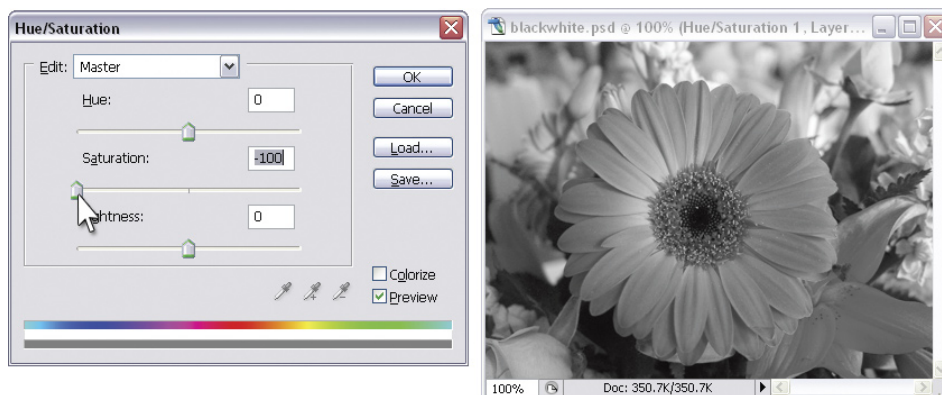 Hue/Saturation
Edit: Master
Hue: 0
Saturation: -100
0
Colorize
Preview
OK
Cancel
Load...
Save...
blackwhite.psd @ 100% (Hue/Saturation 1, Layer...
100% Doc: 350.7K/350.7K